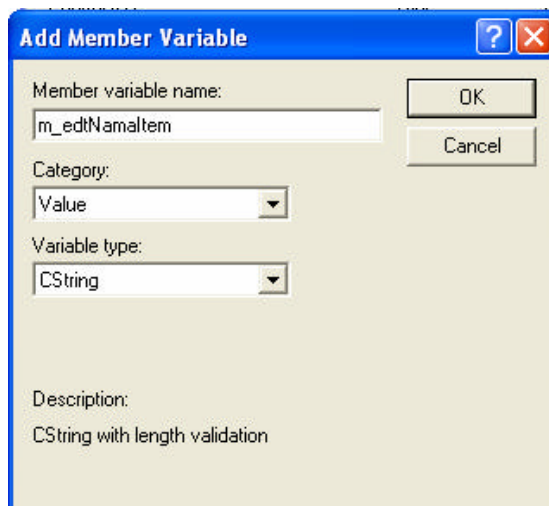 Add Member Variable
Member variable name:
OK
m_edtNamaItem
Cancel
Category:
Value
Variable type:
CString
Description:
CString with length validation